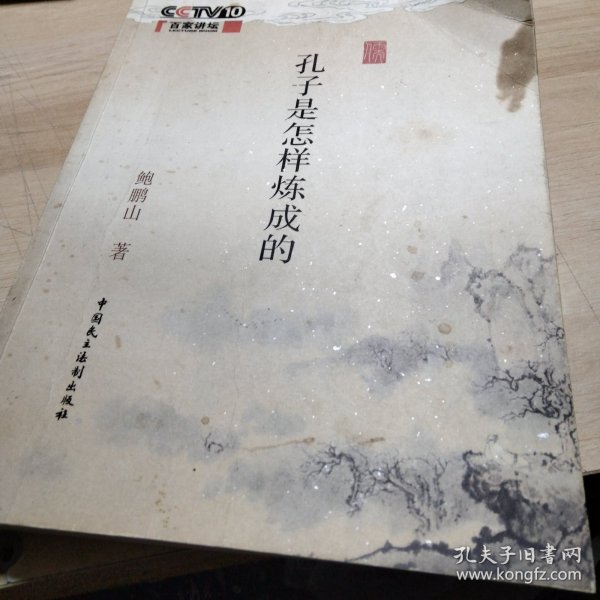 CCTV10
百家讲坛
LECTURE ROOM
孔子是怎样炼成的
鲍鹏山 著
中国民主法制出版社
孔夫子旧书网
www.kongfz.com